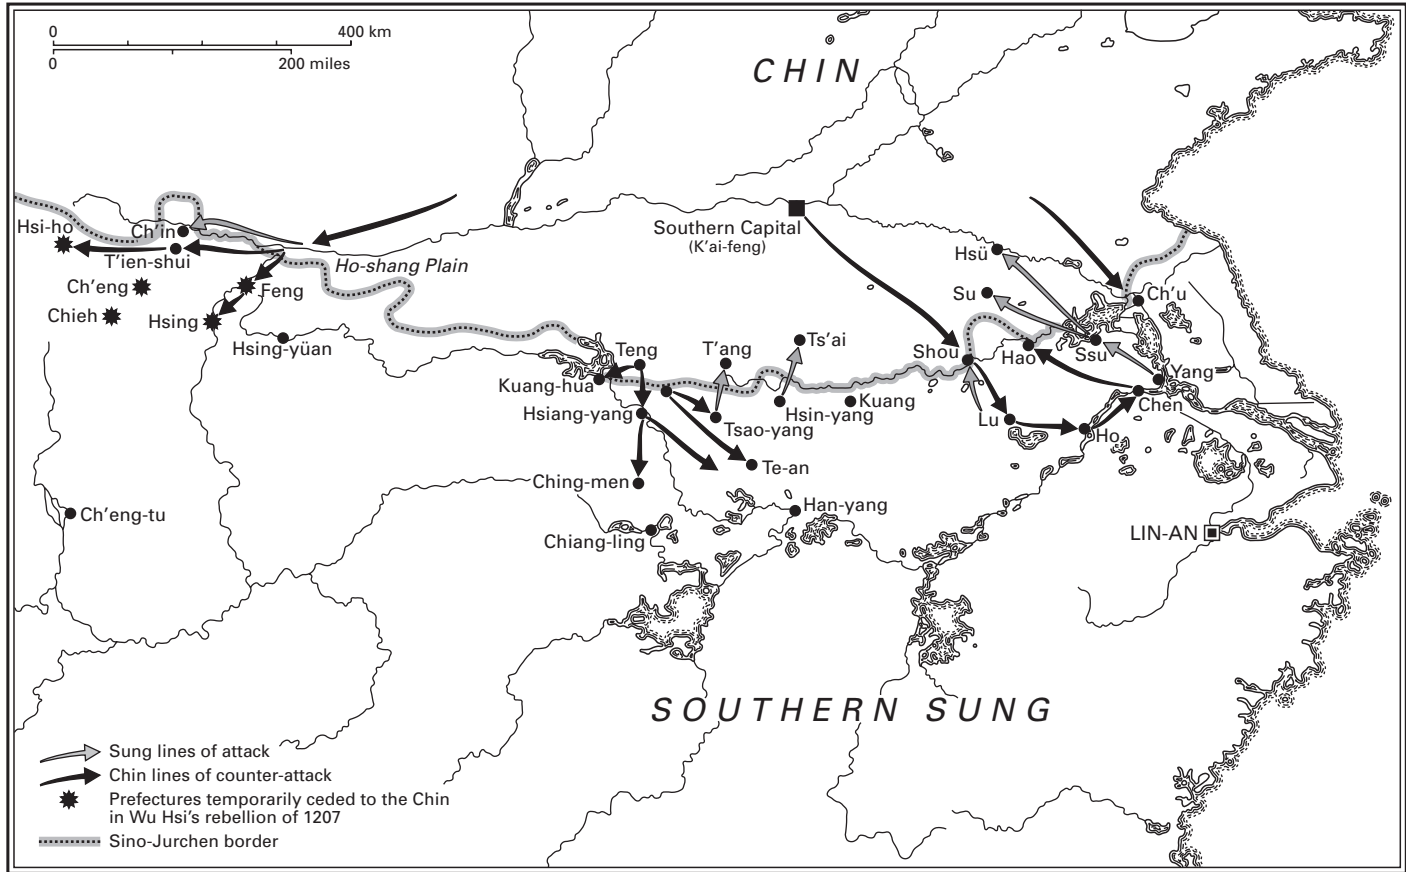 0 400 km
0 200 miles
CHIN
Hsi-ho
Ch'in
T'ien-shui
Ch'eng
Chieh
Hsing
Feng
Hsing-yüan
Ho-shang Plain
Southern Capital
(K'ai-feng)
Hsü
Su
Ch'u
Shou
Hao
Ssu
Yang
Chen
Lu
Ho
Teng
T'ang
Ts'ai
Kuang-hua
Hsiang-yang
Tsao-yang
Hsin-yang
Kuang
Ching-men
Te-an
Han-yang
Chiang-ling
Ch'eng-tu
LIN-AN
SOUTHERN SUNG
Sung lines of attack
Chin lines of counter-attack
Prefectures temporarily ceded to the Chin
in Wu Hsi's rebellion of 1207
Sino-Jurchen border